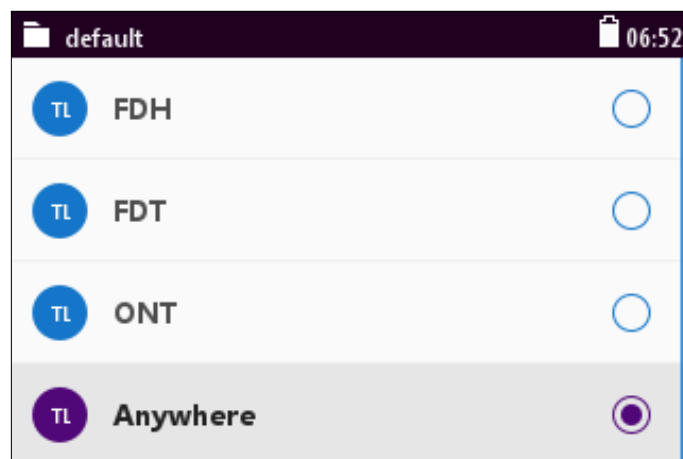 default 06:52
TL FDH
TL FDT
TL ONT
TL Anywhere